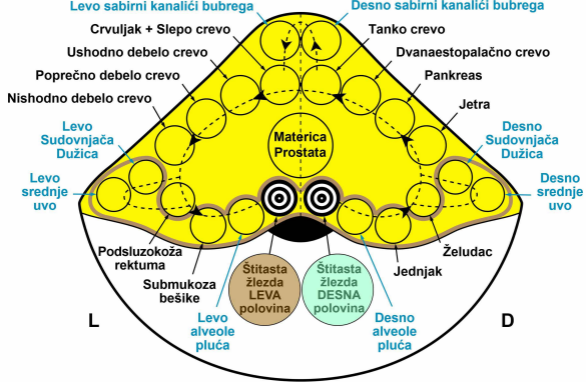 Levo sabirni kanalići bubrega
Desno sabirni kanalići bubrega
Crvuljak + Slepo crevo
Tanko crevo
Ushodno debelo crevo
Dvanaestopalačno crevo
Poprečno debelo crevo
Pankreas
Nishodno debelo crevo
Jetra
Levo
Sudovnjača
Dužica
Materica
Prostata
Desno
Sudovnjača
Dužica
Levo
srednje
uvo
Desno
srednje
uvo
Podsluzokoža
rektuma
Štitasta
žlezda
LEVA
polovina
Štitasta
žlezda
DESNA
polovina
Želudac
Jednjak
Submukoza
bešike
L
D
Levo
alveole
pluća
Desno
alveole
pluća